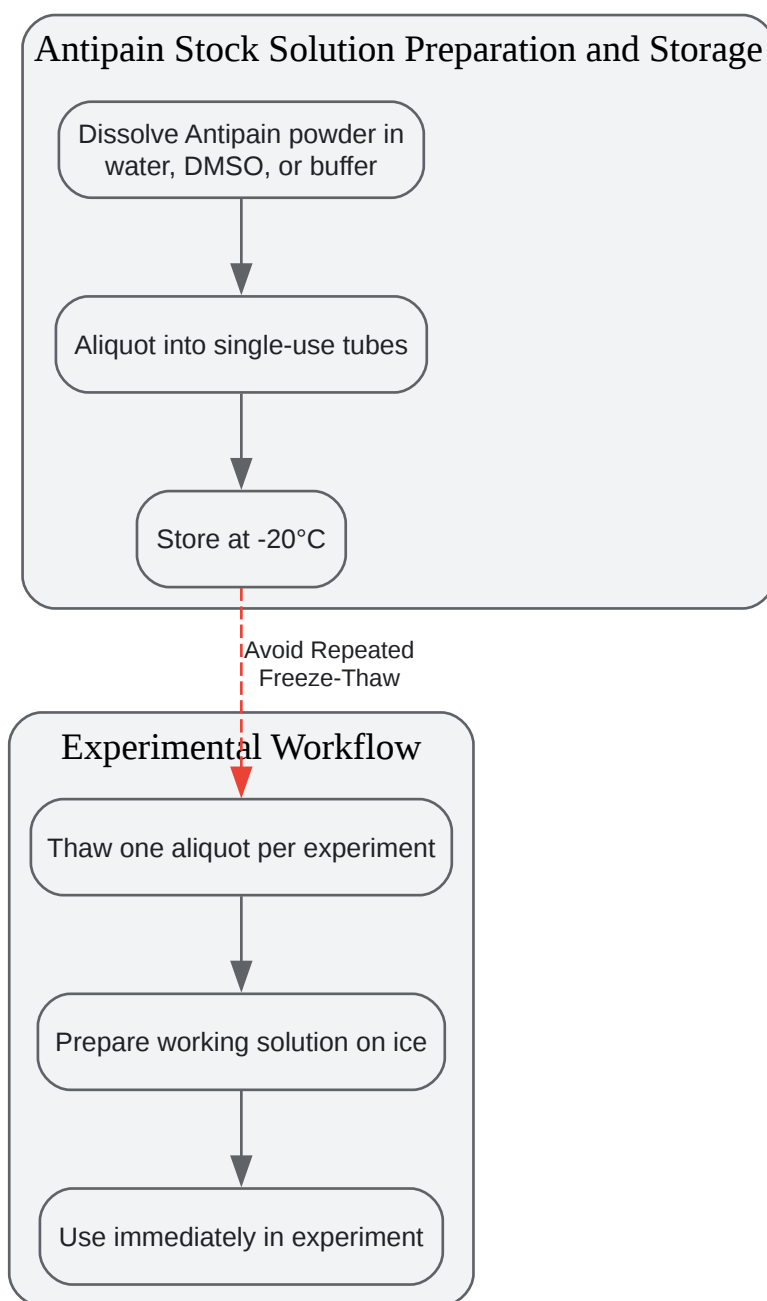 Antipain Stock Solution Preparation and Storage
Dissolve Antipain powder in
water, DMSO, or buffer
Aliquot into single-use tubes
Store at -20°C
Avoid Repeated
Freeze-Thaw
Experimental Workflow
Thaw one aliquot per experiment
Prepare working solution on ice
Use immediately in experiment